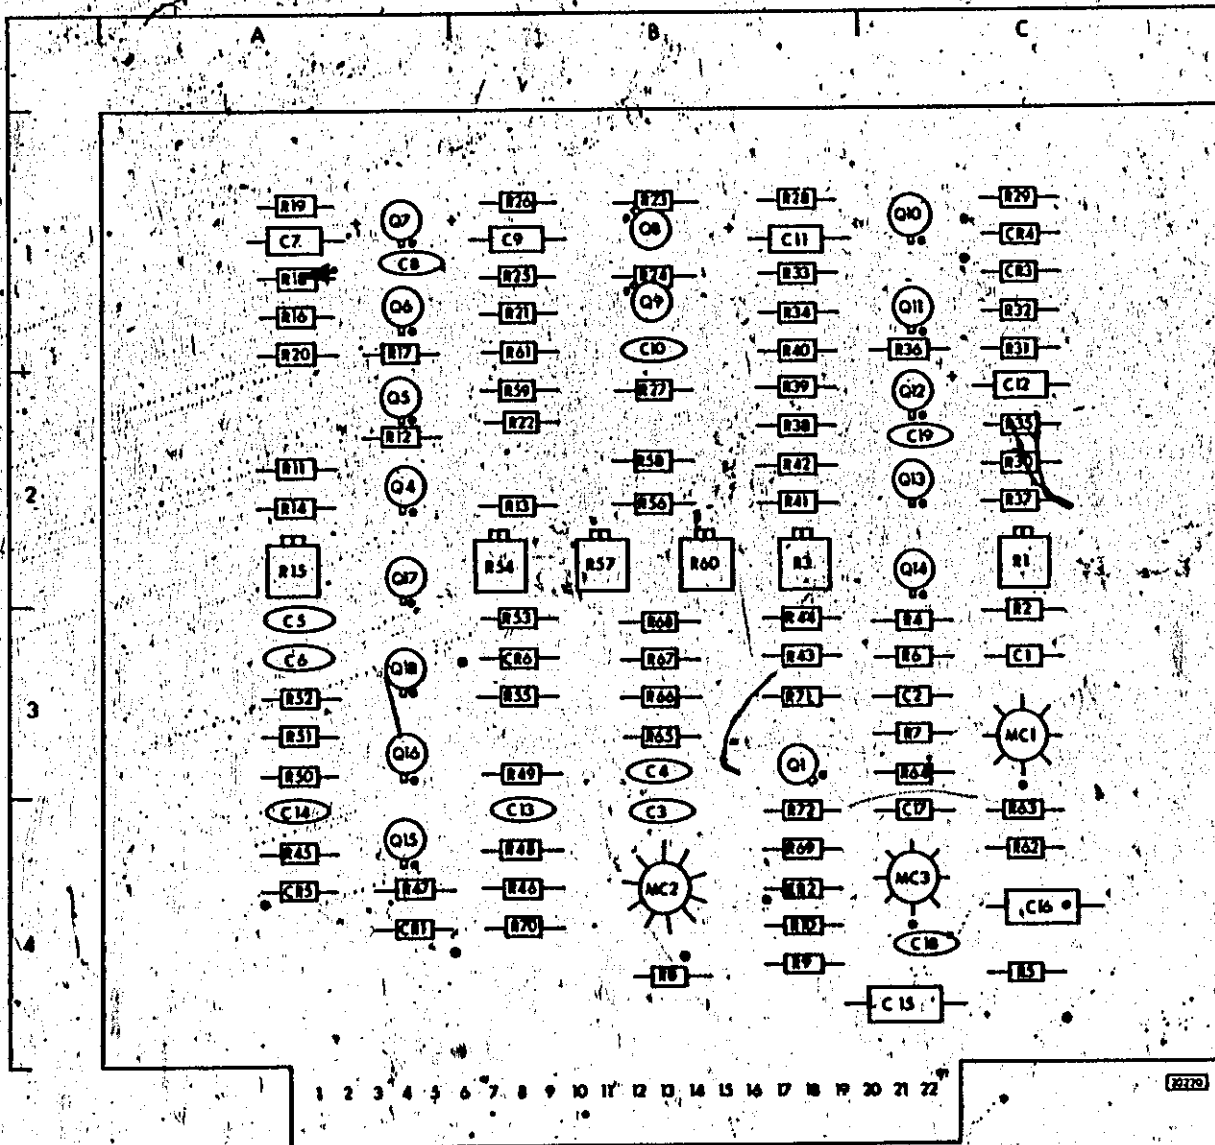 A B C
R19 Q7 R26 R23 R28 Q10 R29
C7 C9 Q8 C11 CR4
1
R18 C8 R25 R24 R33 CR3
R16 Q6 R21 Q9 R34 Q11 R32
R20 R17 R61 C10 R40 R36 R31
Q5 R59 R27 R39 Q12 C12
R12 R22 R38 C19 R35
R11 R58 R42 R30
2
Q4 Q13
R14 R13 R56 R41 R37
R15 Q17 R54 R57 R60 R3 Q14 R1
C5 R53 R68 R44 R4 R2
C6 Q18 CR6 R67 R43 R6 C1
R52 R55 R66 R71 C2
3
R51 R65 R7 MC1
R50 Q16 R49 C4 Q1 R64
C14 C13 C3 R72 C17 R63
R45 Q15 R48 R69 R62
CR5 R47 R46 MC2 CR2 MC3
C16
CR1 R70 R10 C18
4
R8 R9 R5
C15
1 2 3 4 5 6 7 8 9 10 11 12 13 14 15 16 17 18 19 20 21 22
20270